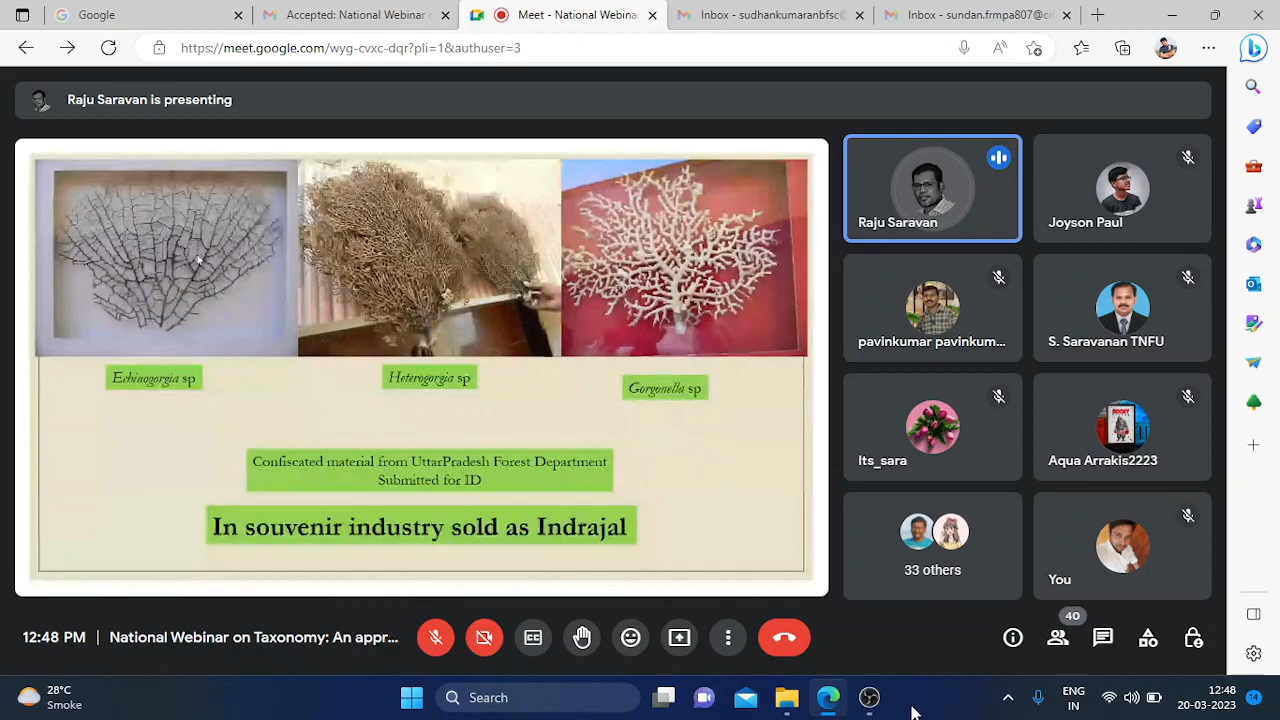 Google
Accepted: National Webinar
Meet - National Webinar
Inbox - sudhankumaranbfsc@
Inbox - sundan.frmpa807@ci
https://meet.google.com/wyg-cvxc-dqr?pli=1&authuser=3
Raju Saravan is presenting
Echinogorgia sp
Heterogorgia sp
Gorgonella sp
Confiscated material from UttarPradesh Forest Department
Submitted for ID
In souvenir industry sold as Indrajal
Raju Saravan
Joyson Paul
pavinkumar pavinkum...
S. Saravanan TNFU
Its_sara
Aqua Arrakis2223
33 others
You
12:48 PM | National Webinar on Taxonomy: An appr...
40
28°C
Smoke
Search
ENG
IN
12:48
20-03-2023
14